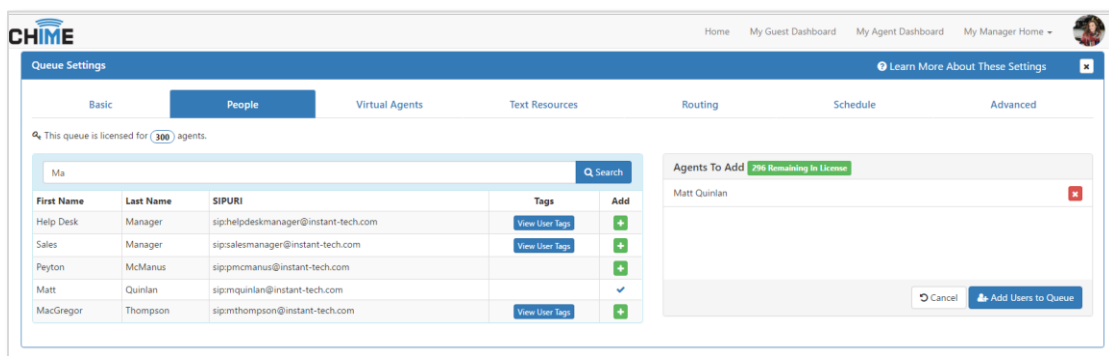 CHIME
Home My Guest Dashboard My Agent Dashboard My Manager Home
Queue Settings Learn More About These Settings
Basic People Virtual Agents Text Resources Routing Schedule Advanced
This queue is licensed for 300 agents.
Ma Search
First Name Last Name SIPURI Tags Add
Help Desk Manager sip:helpdeskmanager@instant-tech.com View User Tags
Sales Manager sip:salesmanager@instant-tech.com View User Tags
Peyton McManus sip:pmcmanus@instant-tech.com
Matt Quinlan sip:mquinlan@instant-tech.com
MacGregor Thompson sip:mthompson@instant-tech.com View User Tags
Agents To Add 296 Remaining In License
Matt Quinlan
Cancel Add Users to Queue